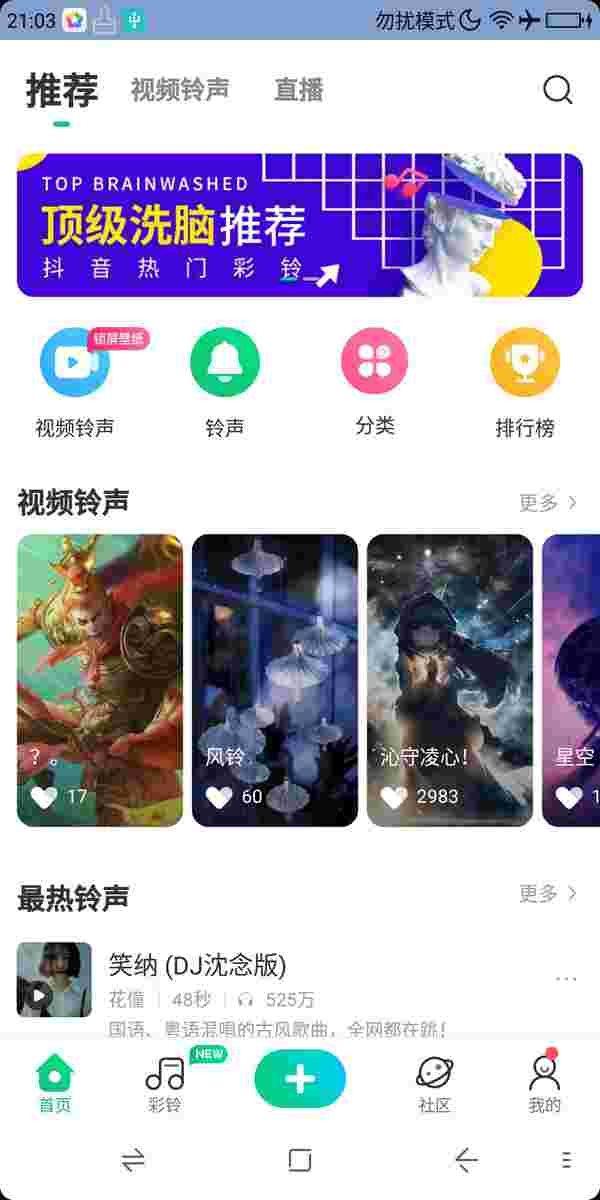 21:03 勿扰模式
推荐 视频铃声 直播
TOP BRAINWASHED
顶级洗脑推荐
抖音热门彩铃
锁屏壁纸
视频铃声 铃声 分类 排行榜
视频铃声 更多
？。 风铃 沁守凌心! 星空
17 60 2983 1
最热铃声 更多
笑纳 (DJ沈念版)
花僮 48秒 525万
国语、粤语混唱的古风歌曲，全网都在跳!
NEW
首页 彩铃 社区 我的